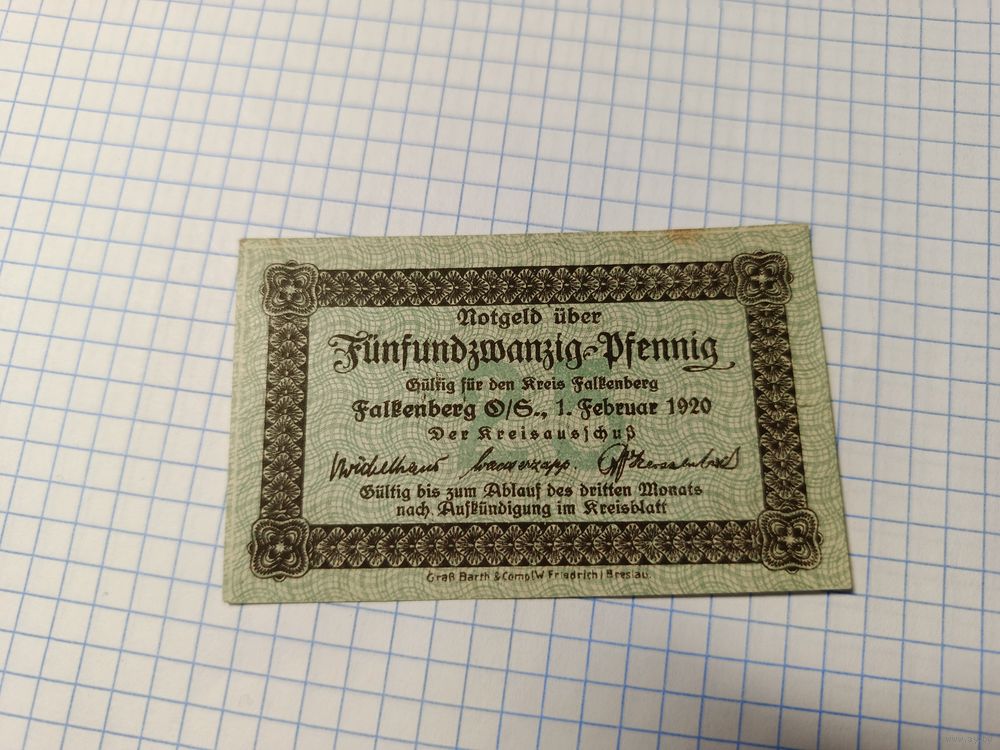 Notgeld über
Fünfundzwanzig-Pfennig
Gültig für den Kreis Falkenberg
Falkenberg O/S., 1. Februar 1920
Der Kreisausschuß
Gültig bis zum Ablauf des dritten Monats
nach Aufkündigung im Kreisblatt
Graß Barth & Comp. (W. Friedrich) Breslau.